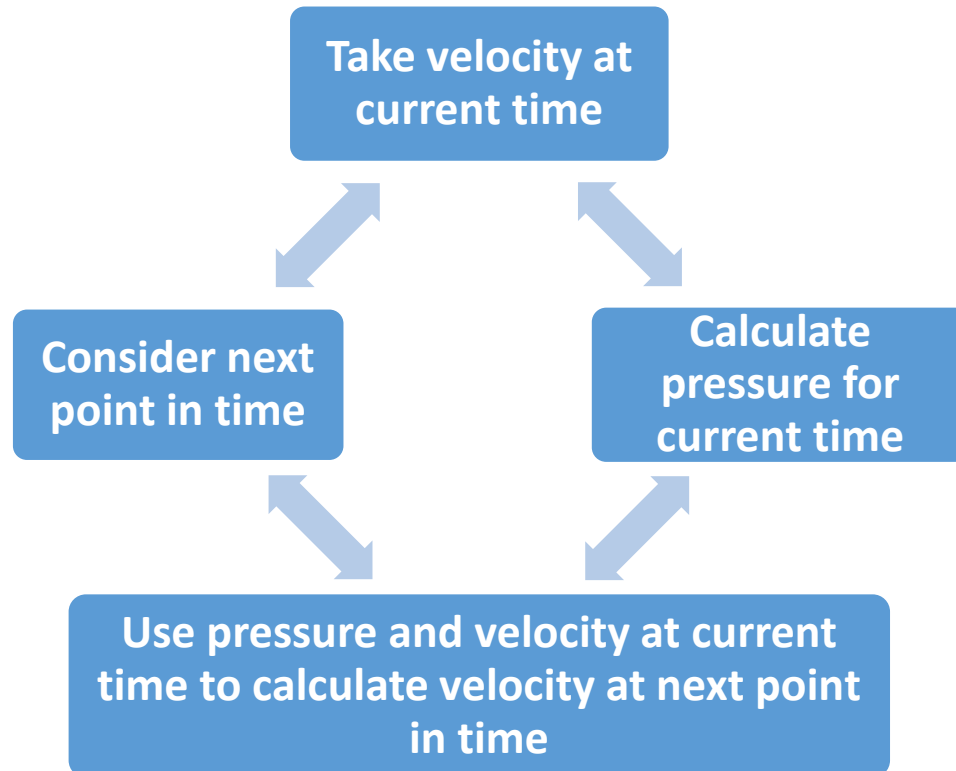 Take velocity at
current time
Consider next
point in time
Calculate
pressure for
current time
Use pressure and velocity at current
time to calculate velocity at next point
in time